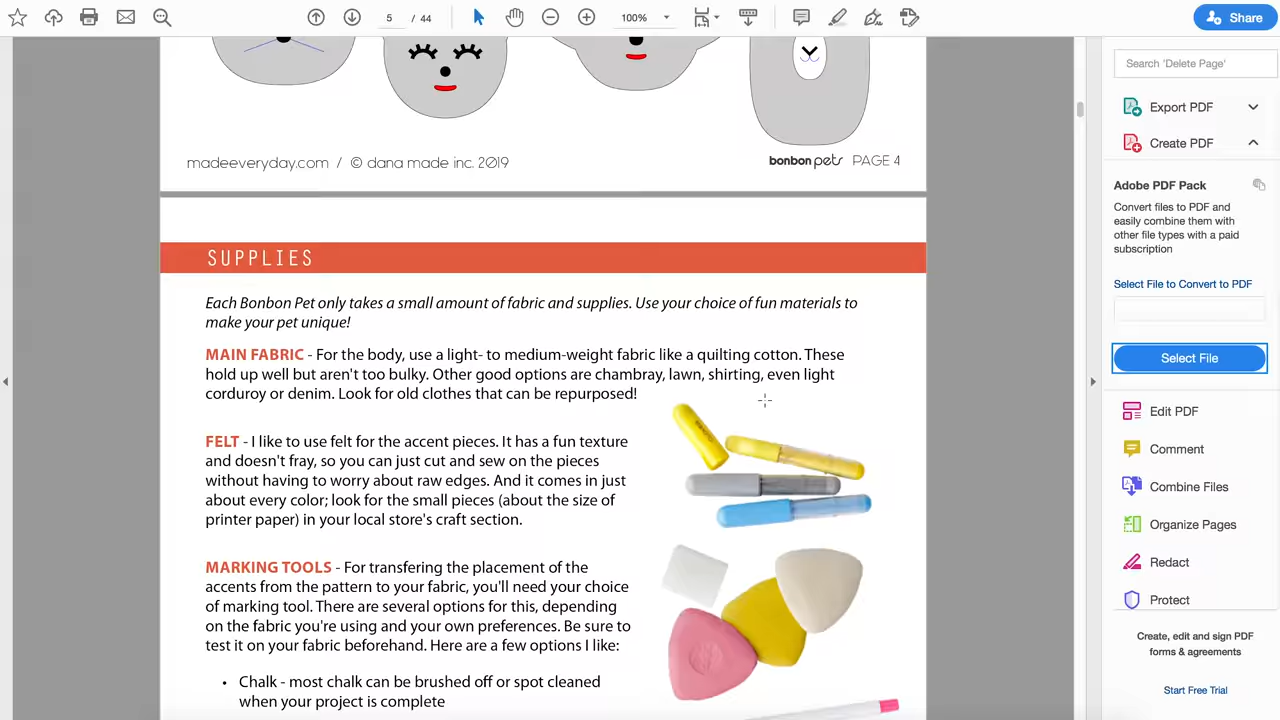 5 / 44
100%
Share
madeeveryday.com / © dana made inc. 2019
bonbon pets PAGE 4
SUPPLIES
Each Bonbon Pet only takes a small amount of fabric and supplies. Use your choice of fun materials to
make your pet unique!
MAIN FABRIC - For the body, use a light- to medium-weight fabric like a quilting cotton. These
hold up well but aren't too bulky. Other good options are chambray, lawn, shirting, even light
corduroy or denim. Look for old clothes that can be repurposed!
FELT - I like to use felt for the accent pieces. It has a fun texture
and doesn't fray, so you can just cut and sew on the pieces
without having to worry about raw edges. And it comes in just
about every color; look for the small pieces (about the size of
printer paper) in your local store's craft section.
MARKING TOOLS - For transfering the placement of the
accents from the pattern to your fabric, you'll need your choice
of marking tool. There are several options for this, depending
on the fabric you're using and your own preferences. Be sure to
test it on your fabric beforehand. Here are a few options I like:
• Chalk - most chalk can be brushed off or spot cleaned
when your project is complete
Search 'Delete Page'
Export PDF
Create PDF
Adobe PDF Pack
Convert files to PDF and
easily combine them with
other file types with a paid
subscription
Select File to Convert to PDF
Select File
Edit PDF
Comment
Combine Files
Organize Pages
Redact
Protect
Create, edit and sign PDF
forms & agreements
Start Free Trial